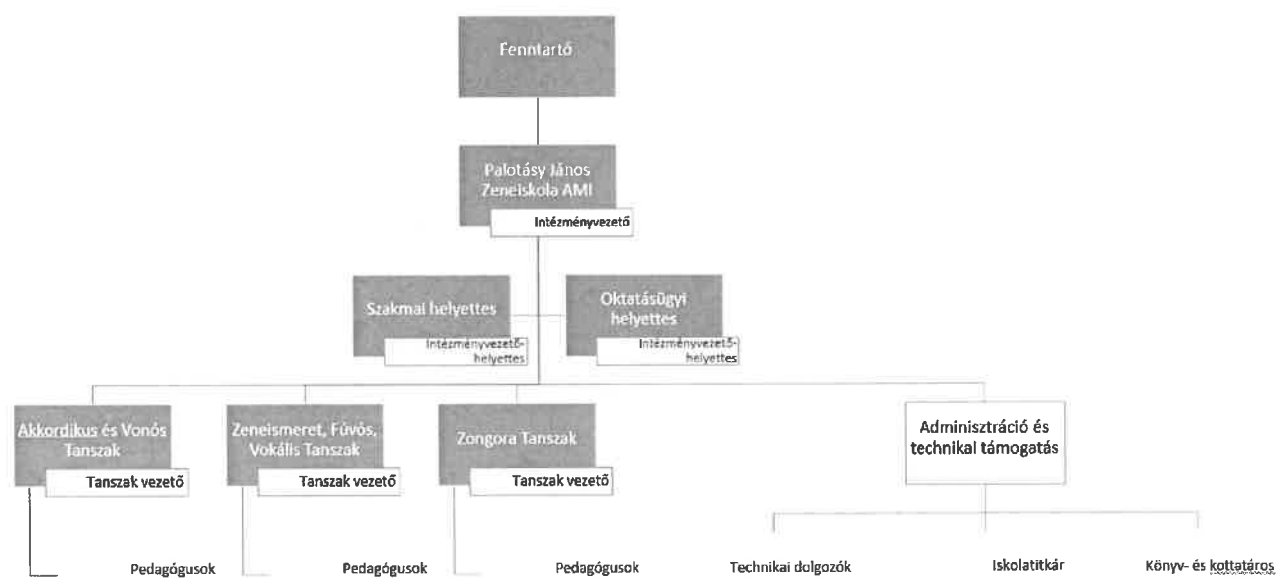 Fenntartó
Palotásy János
Zeneiskola AMI
Intézményvezető
Szakmai helyettes
Intézményvezető-
helyettes
Oktatásügyi
helyettes
Intézményvezető-
helyettes
Akkordikus és Vonós
Tanszak
Tanszak vezető
Zeneismeret, Fúvós,
Vokális Tanszak
Tanszak vezető
Zongora Tanszak
Tanszak vezető
Adminisztráció és
technikai támogatás
Pedagógusok
Pedagógusok
Pedagógusok
Technikai dolgozók
Iskolatitkár
Könyv- és kottatáros